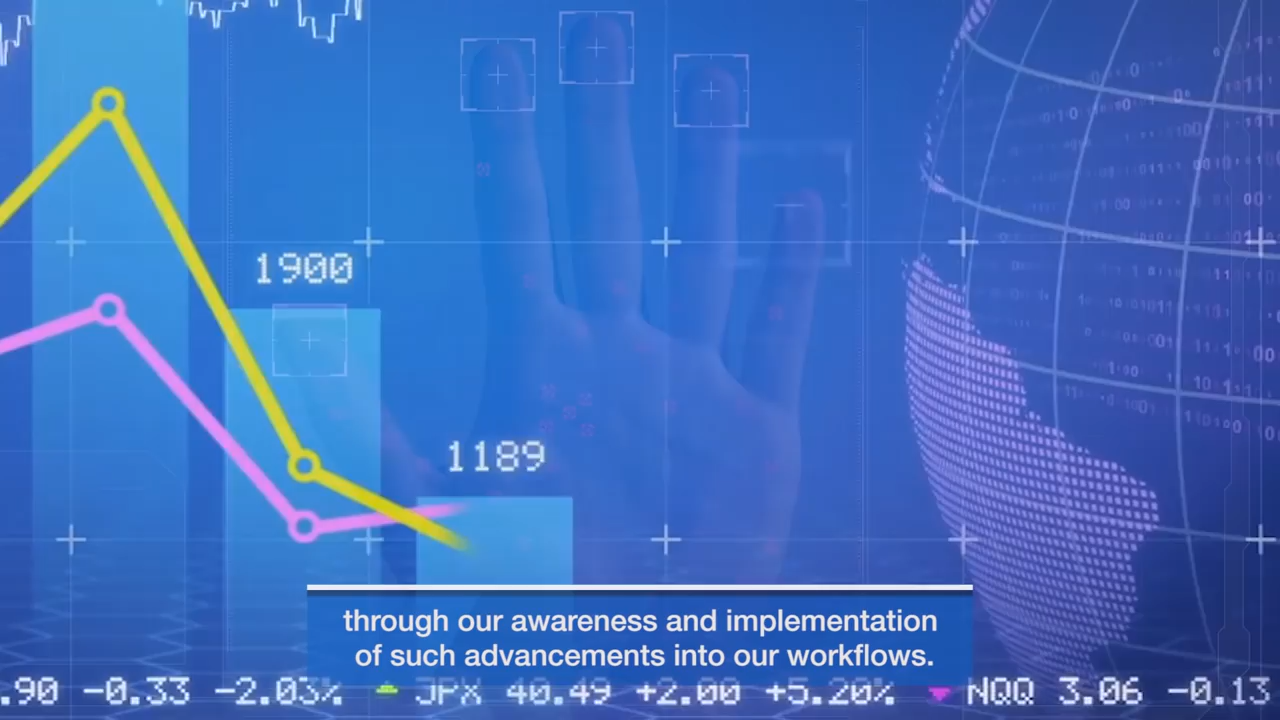 1900
1189
through our awareness and implementation
of such advancements into our workflows.
.90 -0.33 -2.03% JPX 40.49 +2.00 +5.20% NQQ 3.06 -0.13